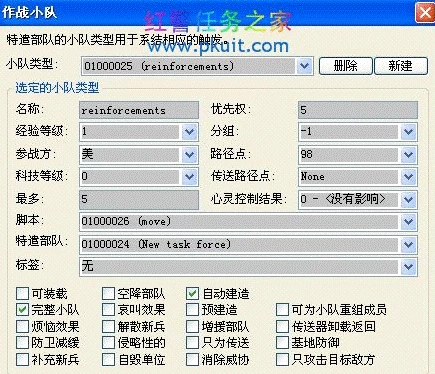 作战小队
红警任务之家
www.pkuit.com
特遣部队的小队类型用于系结相应的触发。
小队类型: 01000025 (reinforcements) 删除 新建
选定的小队类型
名称: reinforcements 优先权: 5
经验等级: 1 分组: -1
参战方: 美 路径点: 98
科技等级: 0 传送路径点: None
最多: 5 心灵控制结果: 0 - <没有影响>
脚本: 01000026 (move)
特遣部队: 01000024 (New task force)
标签: 无
可装载 空降部队 自动建造
完整小队 哀叫效果 预建造 可为小队重组成员
烦恼效果 解散新兵 增援部队 传送器卸载返回
防卫减缓 侵略性的 只为传送 基地防御
补充新兵 自毁单位 消除威胁 只攻击目标敌方